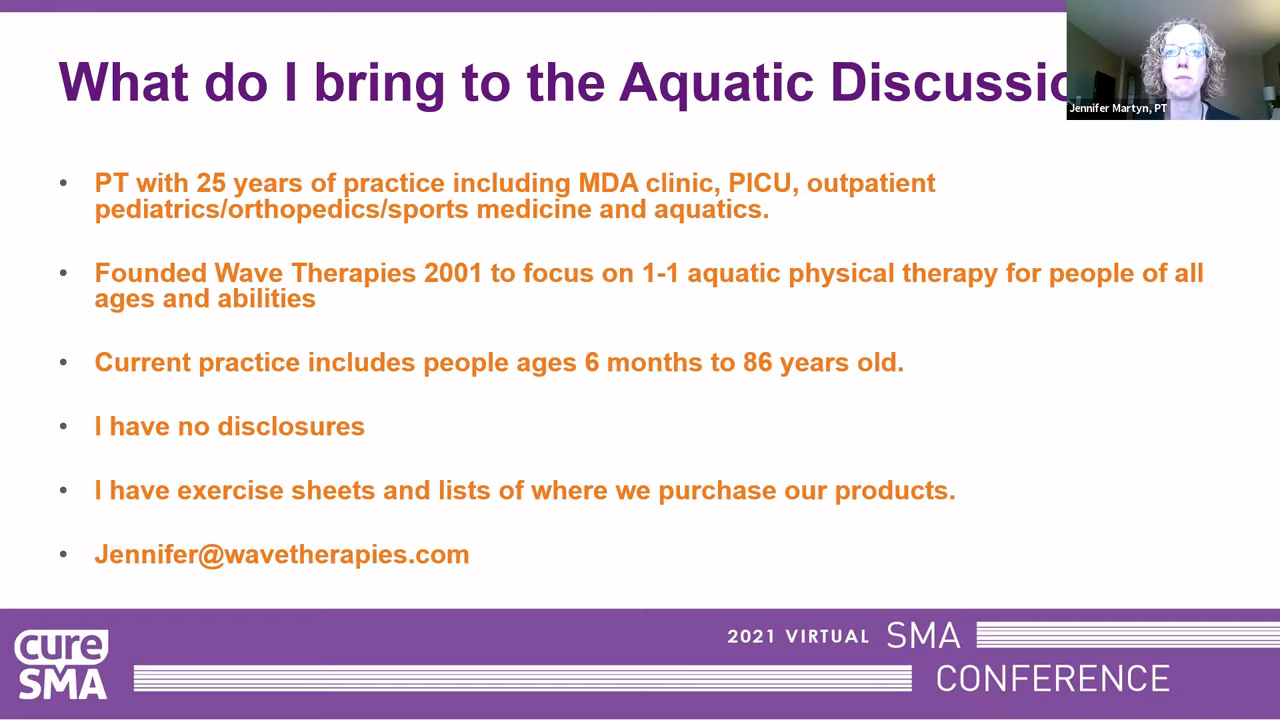 What do I bring to the Aquatic Discussio
Jennifer Martyn, PT
• PT with 25 years of practice including MDA clinic, PICU, outpatient
pediatrics/orthopedics/sports medicine and aquatics.
• Founded Wave Therapies 2001 to focus on 1-1 aquatic physical therapy for people of all
ages and abilities
• Current practice includes people ages 6 months to 86 years old.
• I have no disclosures
• I have exercise sheets and lists of where we purchase our products.
• Jennifer@wavetherapies.com
cure
SMA
2021 VIRTUAL SMA
CONFERENCE